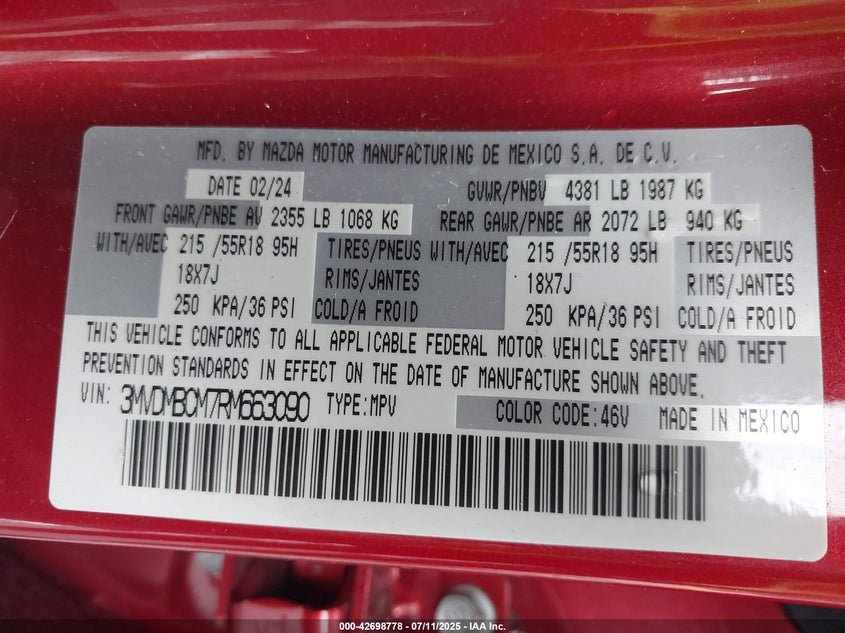 MFD. BY MAZDA MOTOR MANUFACTURING DE MEXICO S.A. DE C.V.
DATE 02/24 GVWR/PNBV 4381 LB 1987 KG
FRONT GAWR/PNBE AV 2355 LB 1068 KG REAR GAWR/PNBE AR 2072 LB 940 KG
WITH/AVEC 215 /55R18 95H TIRES/PNEUS WITH/AVEC 215 /55R18 95H TIRES/PNEUS
18X7J RIMS/JANTES 18X7J RIMS/JANTES
250 KPA/36 PSI COLD/A FROID 250 KPA/36 PSI COLD/A FROID
THIS VEHICLE CONFORMS TO ALL APPLICABLE FEDERAL MOTOR VEHICLE SAFETY AND THEFT
PREVENTION STANDARDS IN EFFECT ON THE DATE OF MANUFACTURE SHOWN ABOVE.
VIN: 3MVDMBCM7RM663090 TYPE:MPV COLOR CODE:46V MADE IN MEXICO
000-42698778 - 07/11/2025 - IAA, Inc.